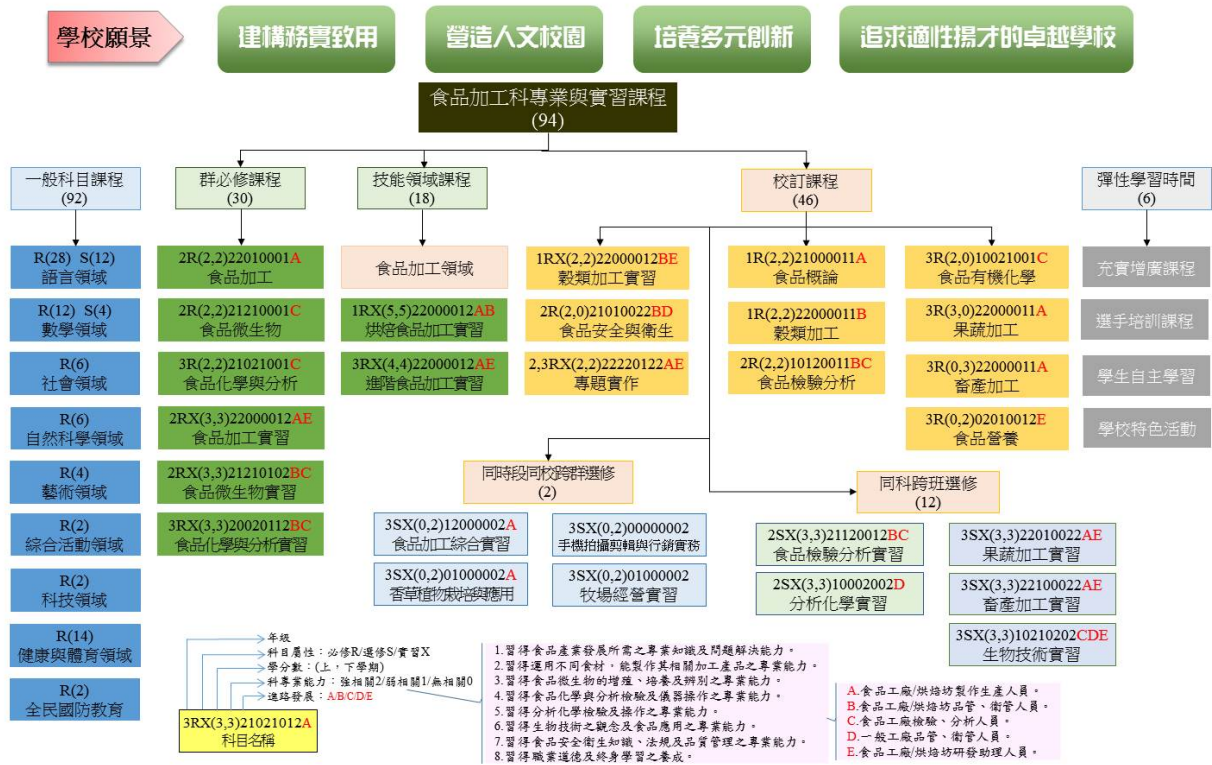 學校願景
建構務實致用
營造人文校園
培養多元創新
追求適性揚才的卓越學校
食品加工科專業與實習課程
(94)
一般科目課程
(92)
群必修課程
(30)
技能領域課程
(18)
校訂課程
(46)
彈性學習時間
(6)
R(28) S(12)
語言領域
R(12) S(4)
數學領域
R(6)
社會領域
R(6)
自然科學領域
R(4)
藝術領域
R(2)
綜合活動領域
R(2)
科技領域
R(14)
健康與體育領域
R(2)
全民國防教育
2R(2,2)22010001A
食品加工
2R(2,2)21210001C
食品微生物
3R(2,2)21021001C
食品化學與分析
2RX(3,3)22000012AE
食品加工實習
2RX(3,3)21210102BC
食品微生物實習
3RX(3,3)20020112BC
食品化學與分析實習
食品加工領域
1RX(5,5)22000012AB
烘焙食品加工實習
3RX(4,4)22000012AE
進階食品加工實習
1RX(2,2)22000012BE
穀類加工實習
2R(2,0)21010022BD
食品安全與衛生
2,3RX(2,2)22220122AE
專題實作
1R(2,2)21000011A
食品概論
1R(2,2)22000011B
穀類加工
2R(2,2)10120011BC
食品檢驗分析
3R(2,0)10021001C
食品有機化學
3R(3,0)22000011A
果蔬加工
3R(0,3)22000011A
畜產加工
3R(0,2)02010012E
食品營養
充實增廣課程
選手培訓課程
學生自主學習
學校特色活動
同時段同校跨群選修
(2)
3SX(0,2)12000002A
食品加工綜合實習
3SX(0,2)00000002
手機拍攝剪輯與行銷實務
3SX(0,2)01000002A
香草植物栽培與應用
3SX(0,2)01000002
牧場經營實習
同科跨班選修
(12)
2SX(3,3)21120012BC
食品檢驗分析實習
3SX(3,3)22010022AE
果蔬加工實習
2SX(3,3)10002002D
分析化學實習
3SX(3,3)22100022AE
畜產加工實習
3SX(3,3)10210202CDE
生物技術實習
年級
科目屬性：必修R/選修S/實習X
學分數：(上，下學期)
科專業能力：強相關2/弱相關1/無相關0
進路發展：A/B/C/D/E
3RX(3,3)21021012A
科目名稱
1.習得食品產業發展所需之專業知識及問題解決能力。
2.習得運用不同食材，能製作其相關加工產品之專業能力。
3.習得食品微生物的增殖、培養及辨別之專業能力。
4.習得食品化學與分析檢驗及儀器操作之專業能力。
5.習得分析化學檢驗及操作之專業能力。
6.習得生物技術之觀念及食品應用之專業能力。
7.習得食品安全衛生知識、法規及品質管理之專業能力。
8.習得職業道德及終身學習之養成。
A.食品工廠/烘焙坊製作生產人員。
B.食品工廠/烘焙坊品管、衛管人員。
C.食品工廠檢驗、分析人員。
D.一般工廠品管、衛管人員。
E.食品工廠/烘焙坊研發助理人員。